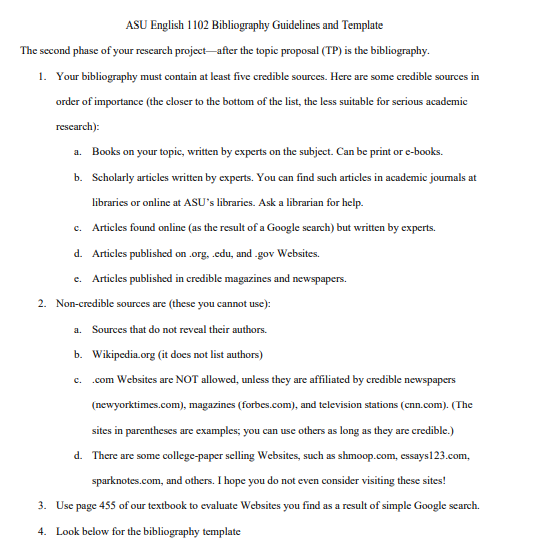 ASU English 1102 Bibliography Guidelines and Template
The second phase of your research project—after the topic proposal (TP) is the bibliography.
1. Your bibliography must contain at least five credible sources. Here are some credible sources in
order of importance (the closer to the bottom of the list, the less suitable for serious academic
research):
a. Books on your topic, written by experts on the subject. Can be print or e-books.
b. Scholarly articles written by experts. You can find such articles in academic journals at
libraries or online at ASU's libraries. Ask a librarian for help.
c. Articles found online (as the result of a Google search) but written by experts.
d. Articles published on .org, .edu, and .gov Websites.
e. Articles published in credible magazines and newspapers.
2. Non-credible sources are (these you cannot use):
a. Sources that do not reveal their authors.
b. Wikipedia.org (it does not list authors)
c. .com Websites are NOT allowed, unless they are affiliated by credible newspapers
(newyorktimes.com), magazines (forbes.com), and television stations (cnn.com). (The
sites in parentheses are examples; you can use others as long as they are credible.)
d. There are some college-paper selling Websites, such as shmoop.com, essays123.com,
sparknotes.com, and others. I hope you do not even consider visiting these sites!
3. Use page 455 of our textbook to evaluate Websites you find as a result of simple Google search.
4. Look below for the bibliography template